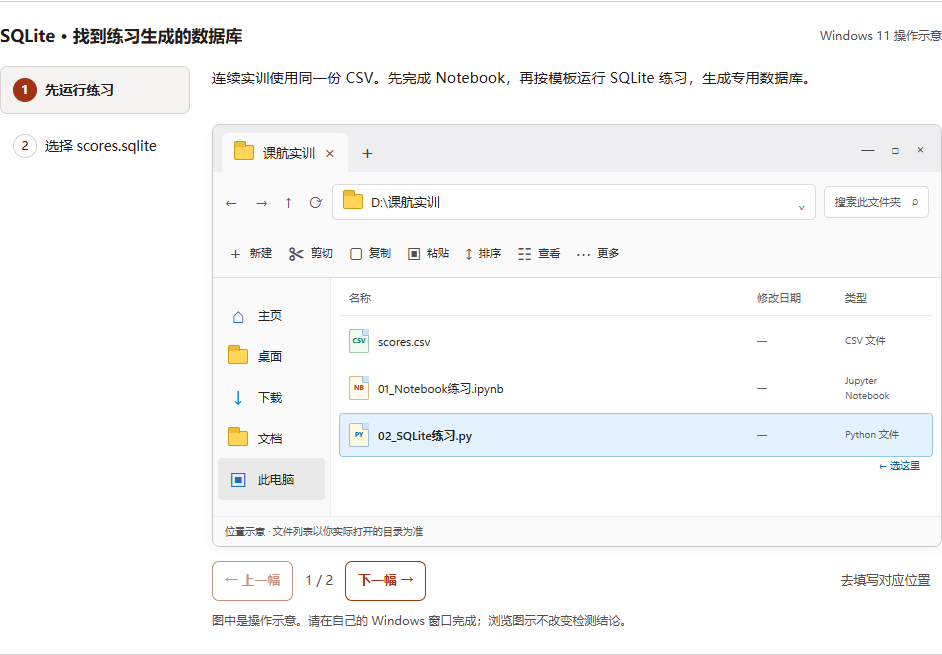 SQLite • 找到练习生成的数据库
Windows 11 操作示意
1 先运行练习
2 选择 scores.sqlite
连续实训使用同一份 CSV。先完成 Notebook，再按模板运行 SQLite 练习，生成专用数据库。
课航实训 × +
D:\课航实训
搜索此文件夹
+ 新建 剪切 复制 粘贴 排序 查看 … 更多
主页
桌面
下载
文档
此电脑
名称 修改日期 类型
CSV scores.csv — CSV 文件
NB 01_Notebook练习.ipynb — Jupyter
Notebook
PY 02_SQLite练习.py — Python 文件
← 选这里
位置示意 · 文件列表以你实际打开的目录为准
← 上一幅 1 / 2 下一幅 →
去填写对应位置
图中是操作示意。请在自己的 Windows 窗口完成；浏览图示不改变检测结论。